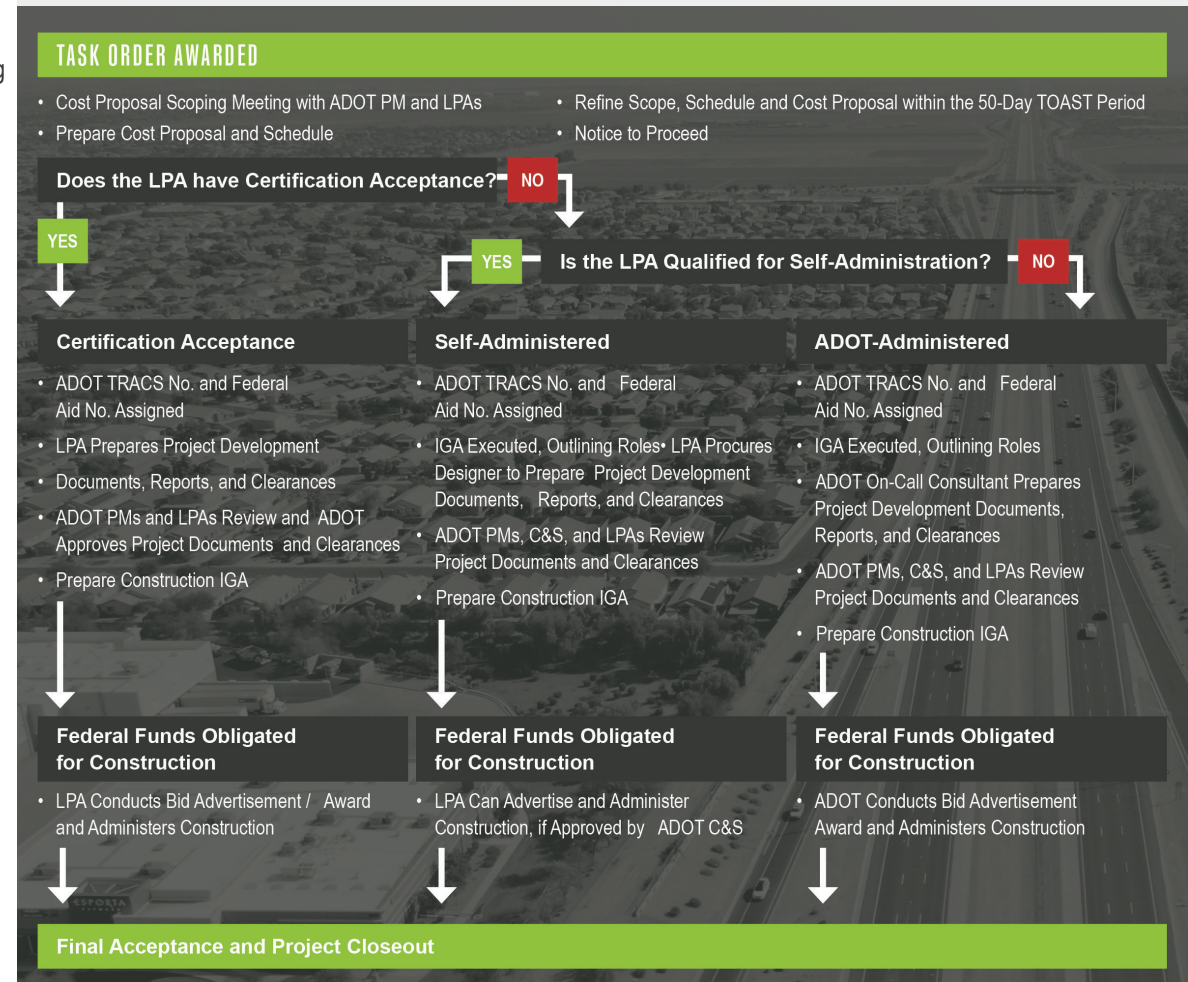 g
TASK ORDER AWARDED
• Cost Proposal Scoping Meeting with ADOT PM and LPAs
• Prepare Cost Proposal and Schedule
• Refine Scope, Schedule and Cost Proposal within the 50-Day TOAST Period
• Notice to Proceed
Does the LPA have Certification Acceptance?
NO
YES
YES
Is the LPA Qualified for Self-Administration?
NO
Certification Acceptance
• ADOT TRACS No. and Federal
Aid No. Assigned
• LPA Prepares Project Development
• Documents, Reports, and Clearances
• ADOT PMs and LPAs Review and ADOT
Approves Project Documents and Clearances
• Prepare Construction IGA
Self-Administered
• ADOT TRACS No. and Federal
Aid No. Assigned
• IGA Executed, Outlining Roles• LPA Procures
Designer to Prepare Project Development
Documents, Reports, and Clearances
• ADOT PMs, C&S, and LPAs Review
Project Documents and Clearances
• Prepare Construction IGA
ADOT-Administered
• ADOT TRACS No. and Federal
Aid No. Assigned
• IGA Executed, Outlining Roles
• ADOT On-Call Consultant Prepares
Project Development Documents,
Reports, and Clearances
• ADOT PMs, C&S, and LPAs Review
Project Documents and Clearances
• Prepare Construction IGA
Federal Funds Obligated
for Construction
• LPA Conducts Bid Advertisement / Award
and Administers Construction
Federal Funds Obligated
for Construction
• LPA Can Advertise and Administer
Construction, if Approved by ADOT C&S
Federal Funds Obligated
for Construction
• ADOT Conducts Bid Advertisement
Award and Administers Construction
ESPORTA
Final Acceptance and Project Closeout